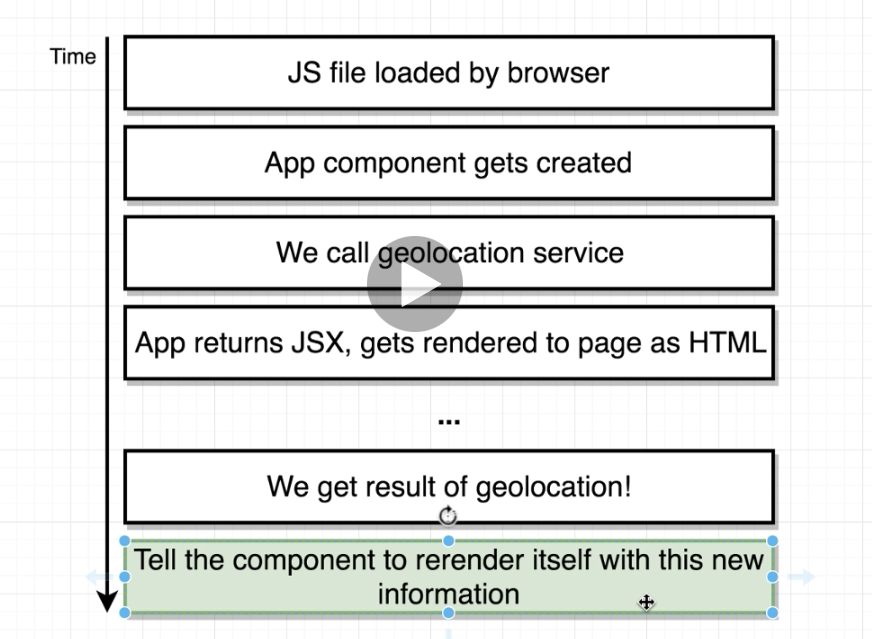 Time
JS file loaded by browser
App component gets created
We call geolocation service
App returns JSX, gets rendered to page as HTML
...
We get result of geolocation!
Tell the component to rerender itself with this new
information